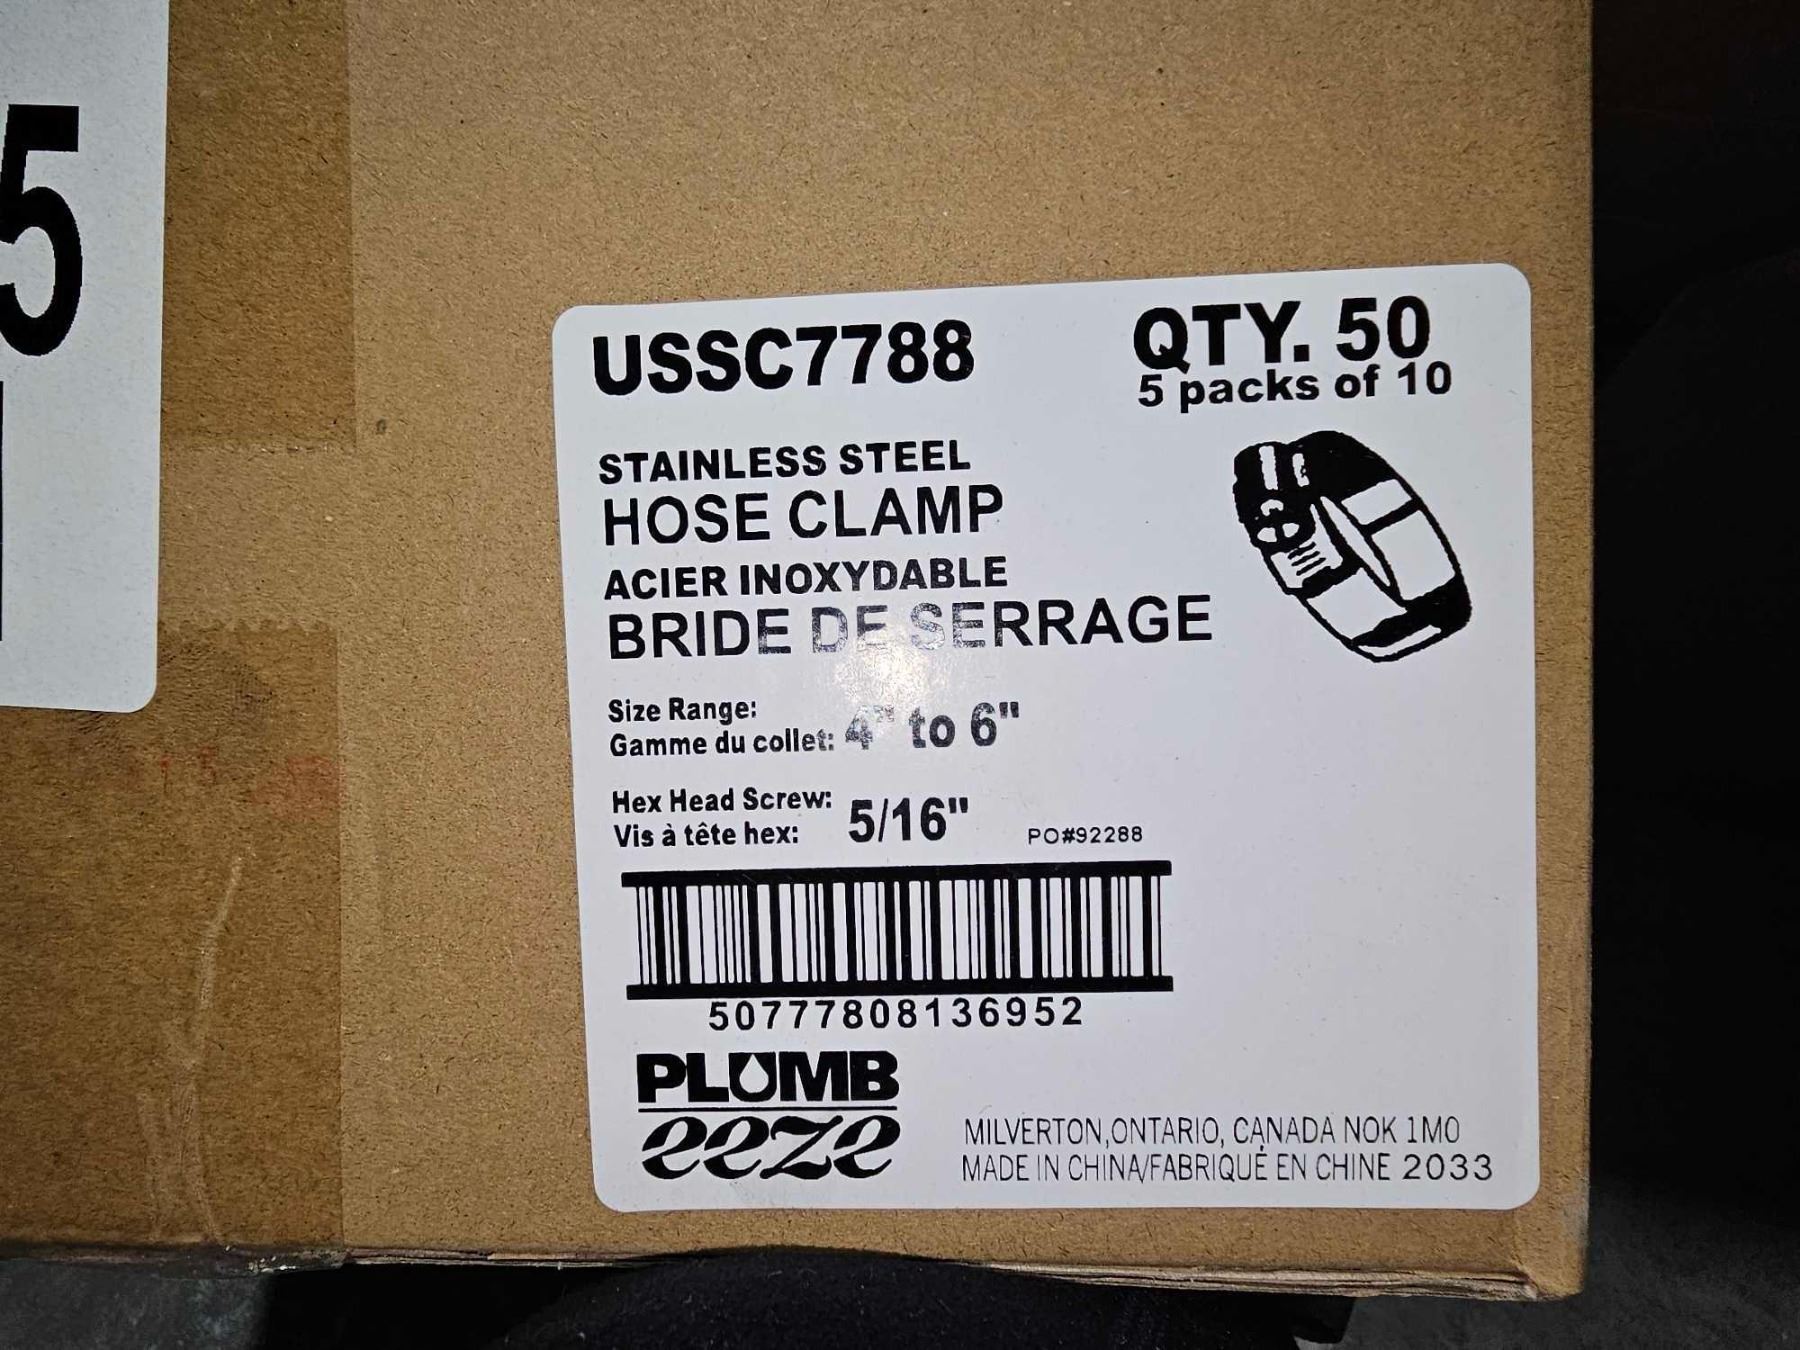 5
USSC7788
QTY. 50
5 packs of 10
STAINLESS STEEL
HOSE CLAMP
ACIER INOXYDABLE
BRIDE DE SERRAGE
Size Range:
Gamme du collet: 4" to 6"
Hex Head Screw:
Vis à tête hex: 5/16"
PO#92288
50777808136952
PLUMB
eeze
MILVERTON,ONTARIO, CANADA NOK 1MO
MADE IN CHINA/FABRIQUÉ EN CHINE 2033